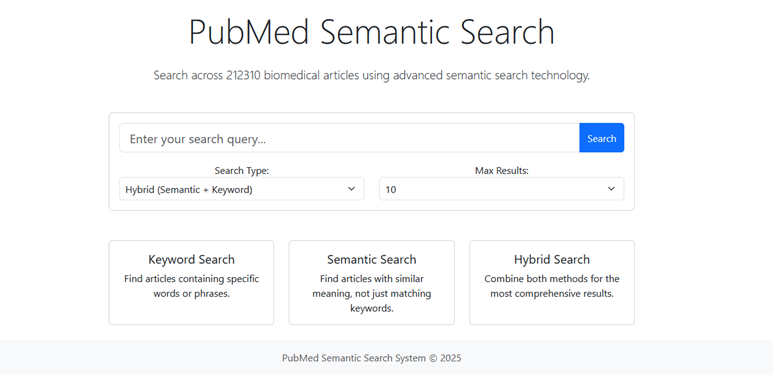 PubMed Semantic Search
Search across 212310 biomedical articles using advanced semantic search technology.
Enter your search query...
Search
Search Type:
Max Results:
Hybrid (Semantic + Keyword)
10
Keyword Search
Find articles containing specific
words or phrases.
Semantic Search
Find articles with similar
meaning, not just matching
keywords.
Hybrid Search
Combine both methods for the
most comprehensive results.
PubMed Semantic Search System © 2025